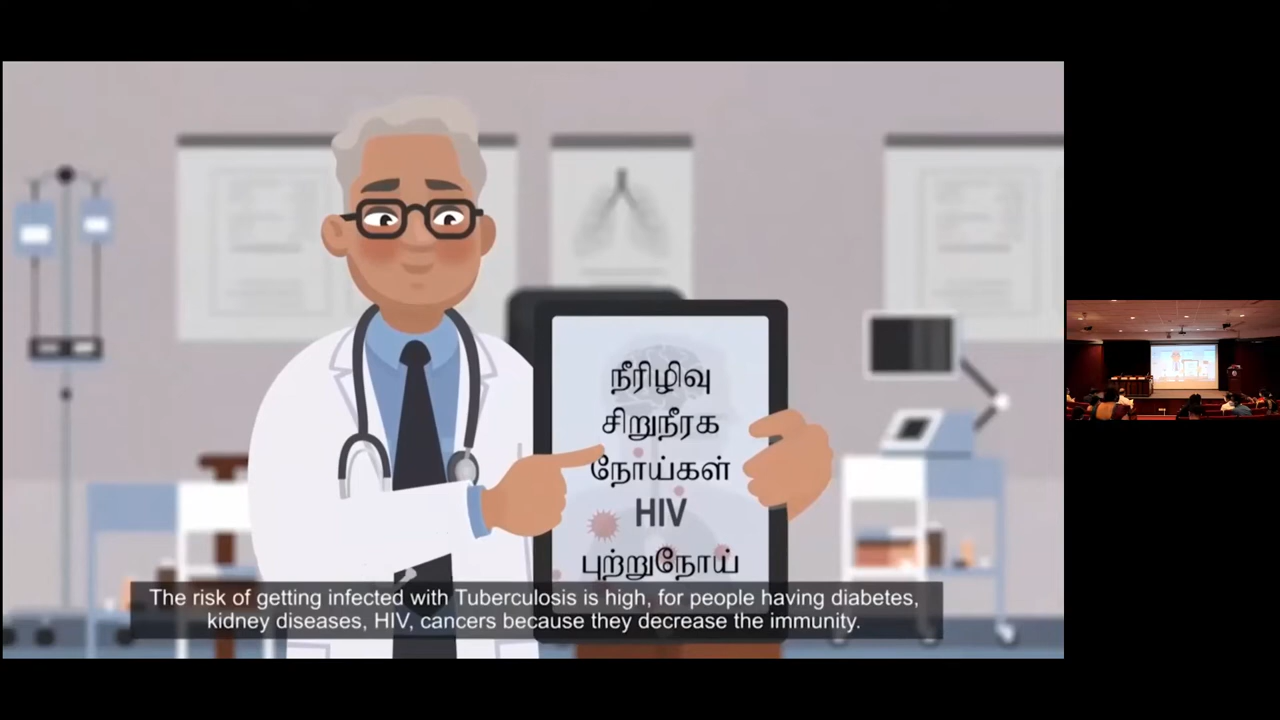 நீரிழிவு
சிறுநீரக
நோய்கள்
HIV
புற்றுநோய்
The risk of getting infected with Tuberculosis is high, for people having diabetes,
kidney diseases, HIV, cancers because they decrease the immunity.